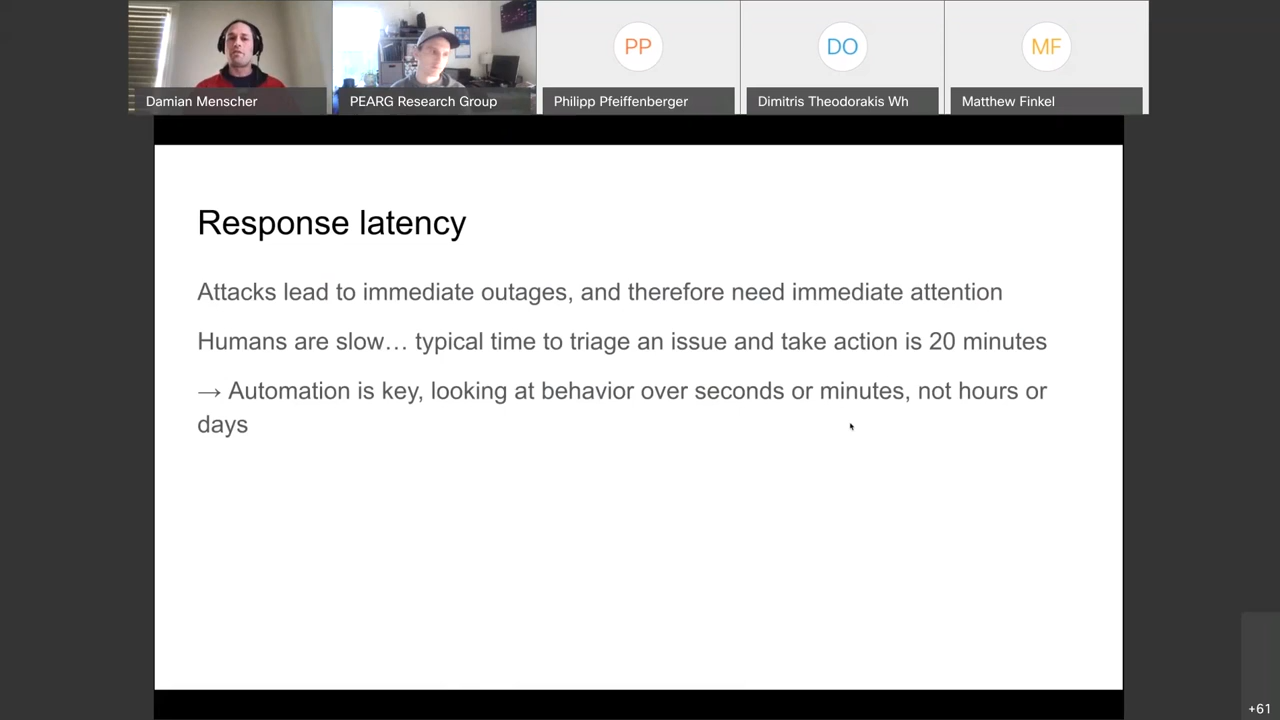 PP
DO
MF
Damian Menscher
PEARG Research Group
Philipp Pfeiffenberger
Dimitris Theodorakis Wh
Matthew Finkel
Response latency
Attacks lead to immediate outages, and therefore need immediate attention
Humans are slow… typical time to triage an issue and take action is 20 minutes
→ Automation is key, looking at behavior over seconds or minutes, not hours or
days
+61